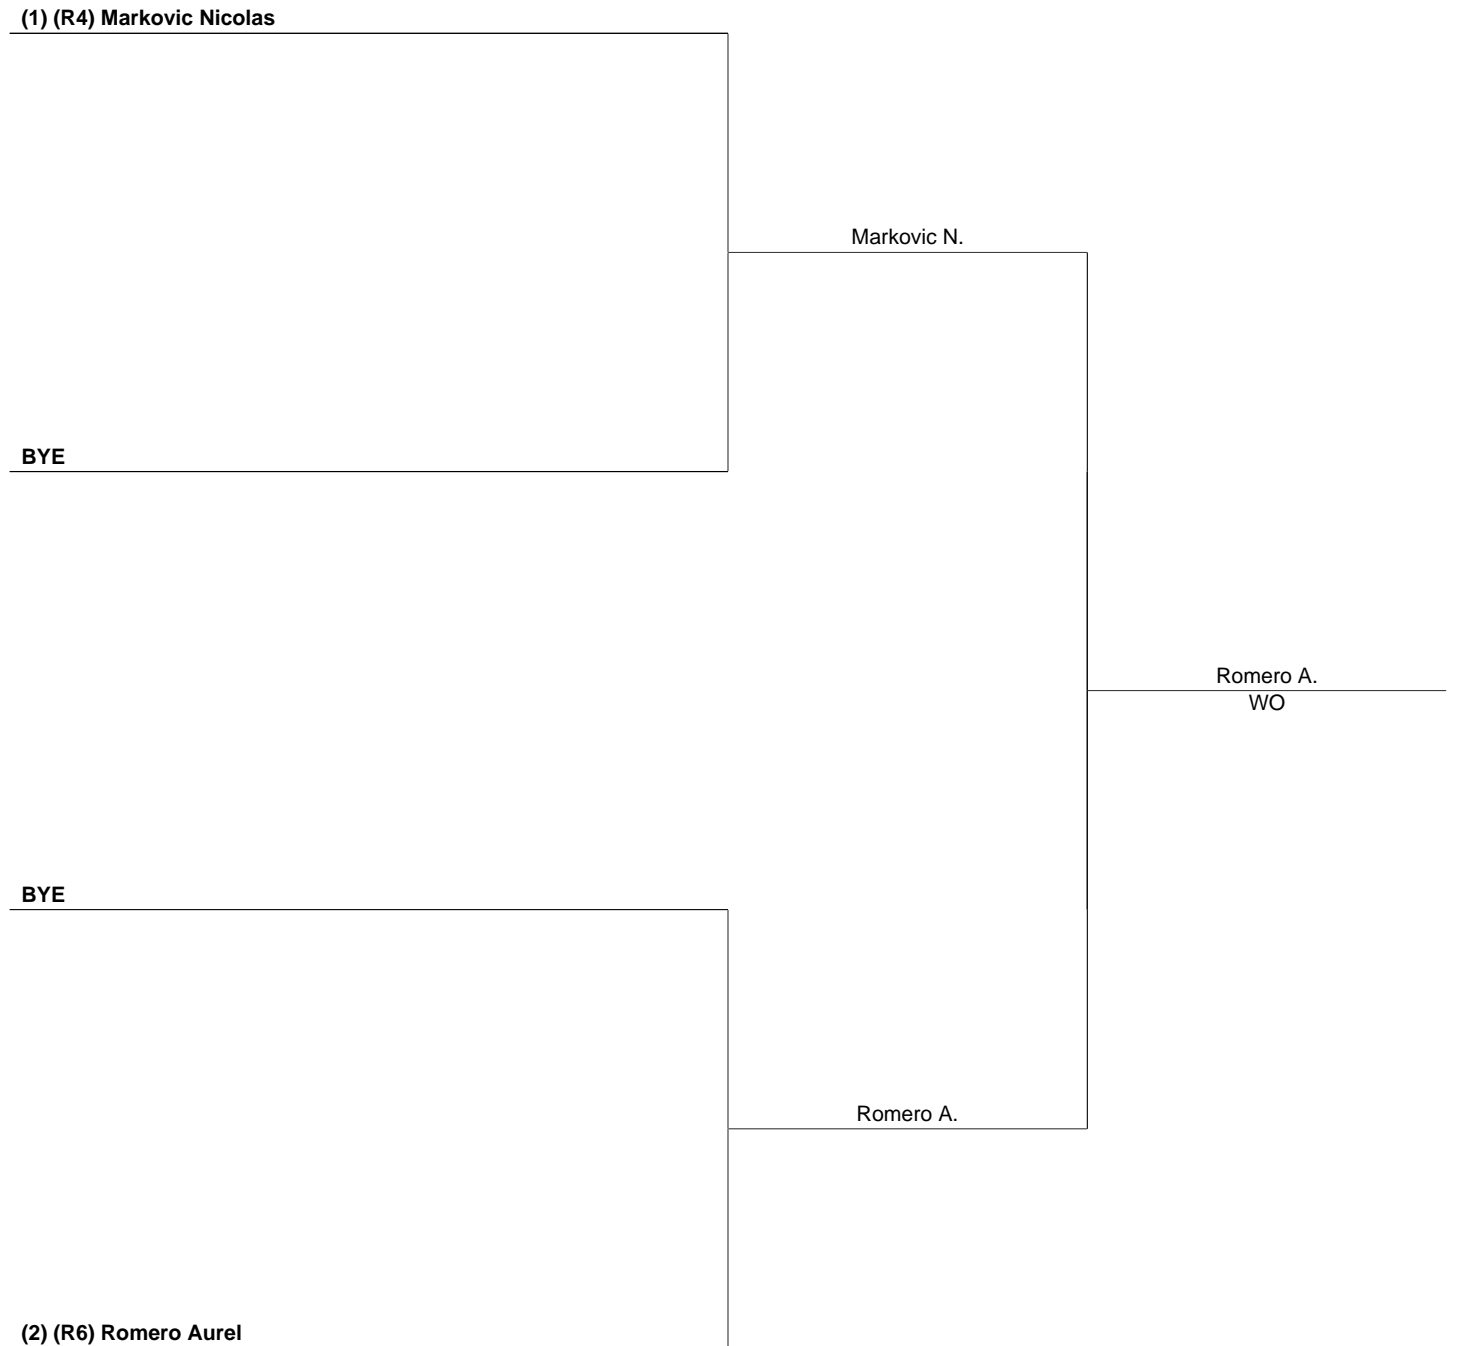 (1) (R4) Markovic Nicolas
Markovic N.
BYE
Romero A.
WO
BYE
Romero A.
(2) (R6) Romero Aurel